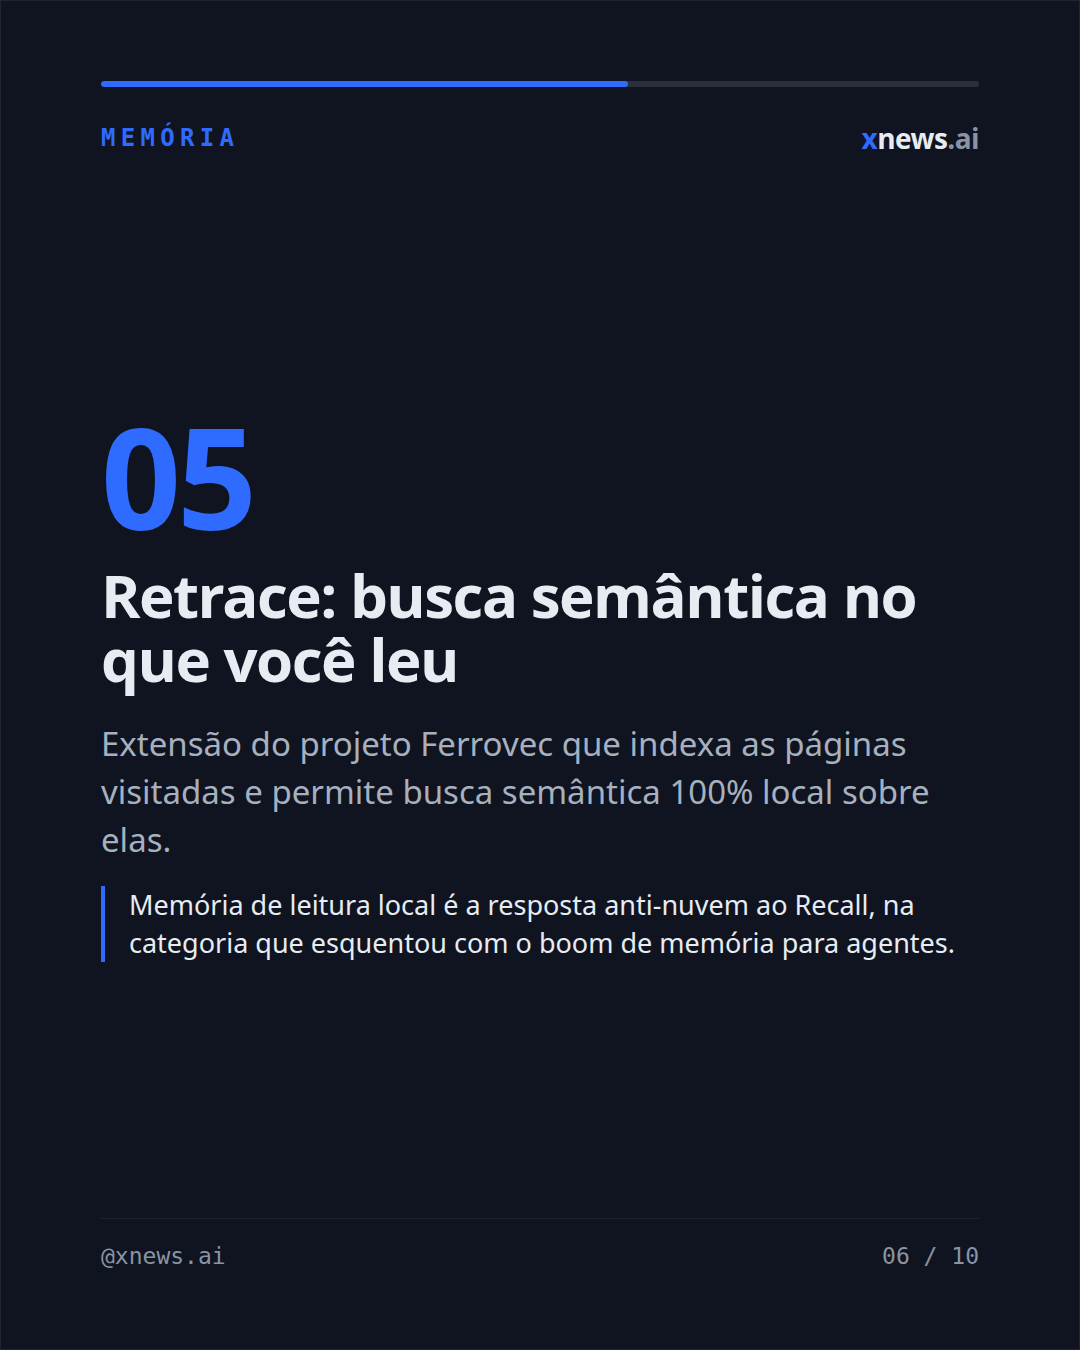 MEMÓRIA
xnews.ai
05
Retrace: busca semântica no
que você leu
Extensão do projeto Ferrovec que indexa as páginas
visitadas e permite busca semântica 100% local sobre
elas.
Memória de leitura local é a resposta anti-nuvem ao Recall, na
categoria que esquentou com o boom de memória para agentes.
@xnews.ai
06 / 10